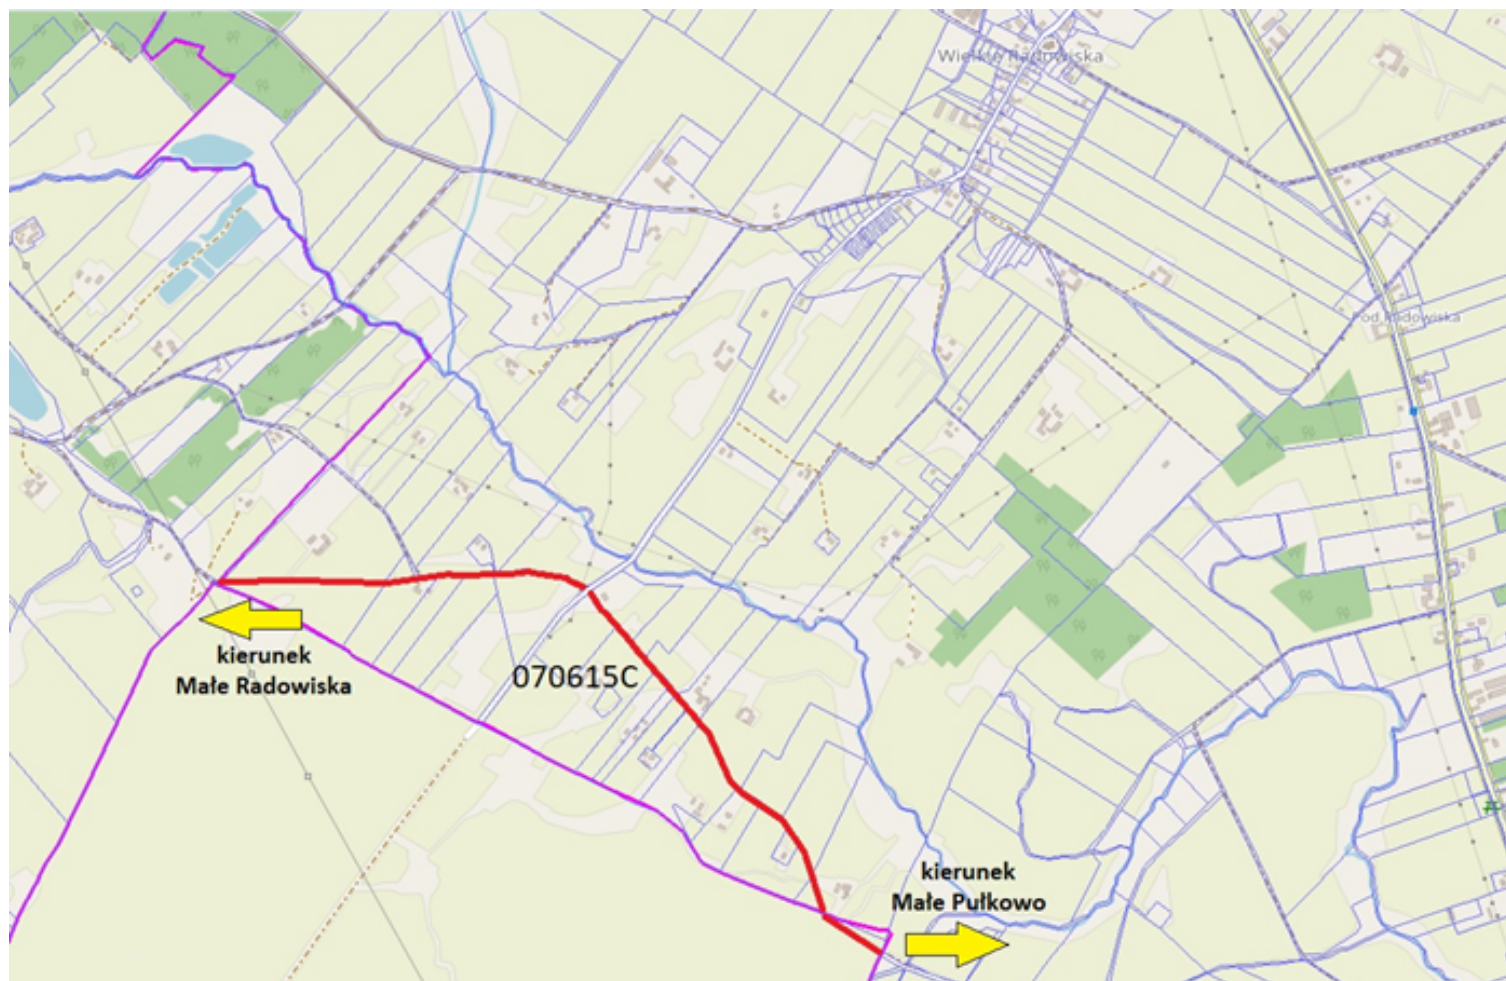 Wielkie Radowiska
Pod Radowiska
kierunek
Małe Radowiska
070615C
kierunek
Małe Pułkowo